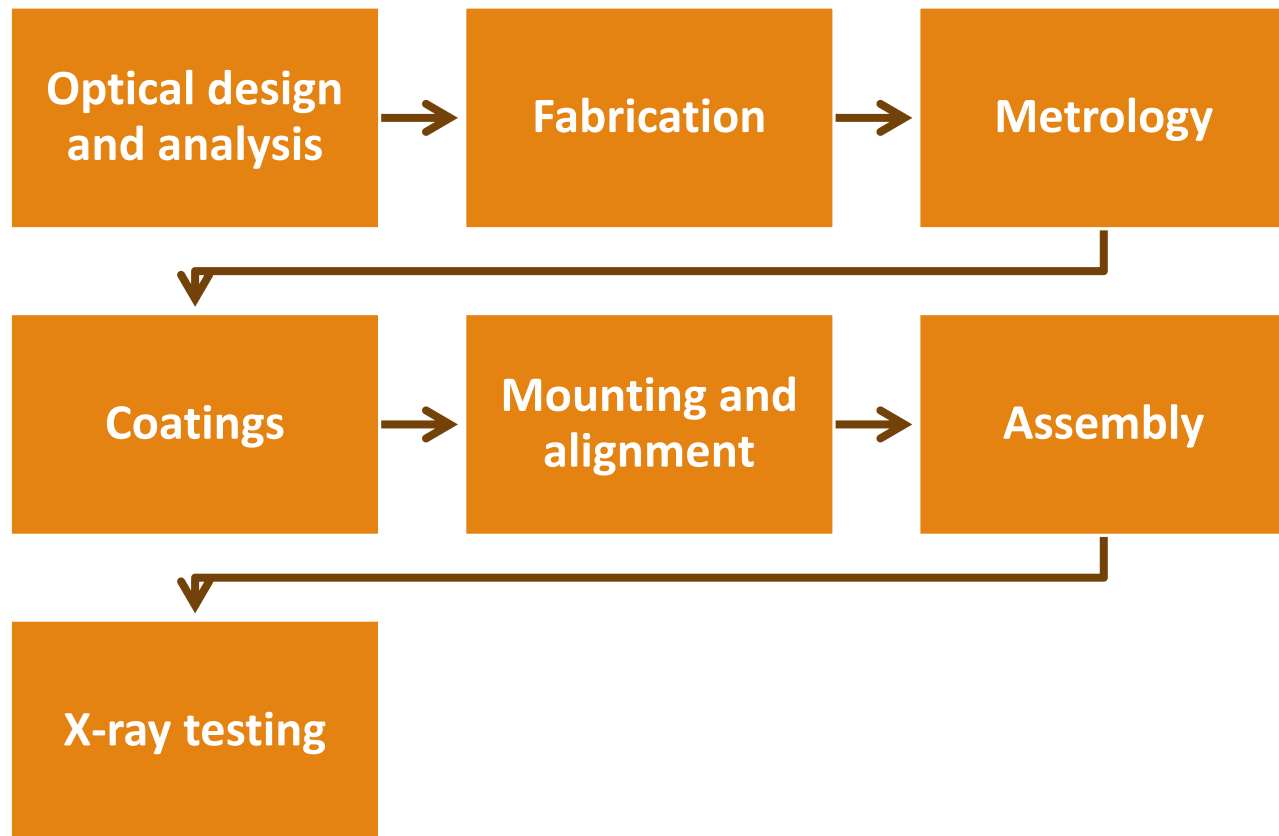 Optical design
and analysis
Fabrication
Metrology
Coatings
Mounting and
alignment
Assembly
X-ray testing